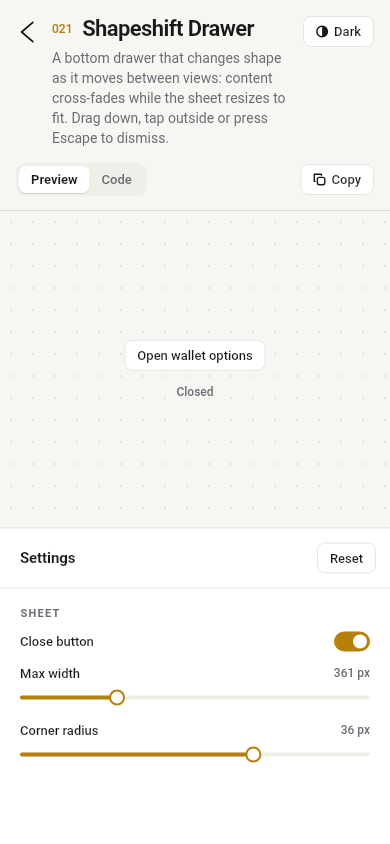 021 Shapeshift Drawer
Dark
A bottom drawer that changes shape
as it moves between views: content
cross-fades while the sheet resizes to
fit. Drag down, tap outside or press
Escape to dismiss.
Preview Code
Copy
Open wallet options
Closed
Settings
Reset
SHEET
Close button
Max width 361 px
Corner radius 36 px